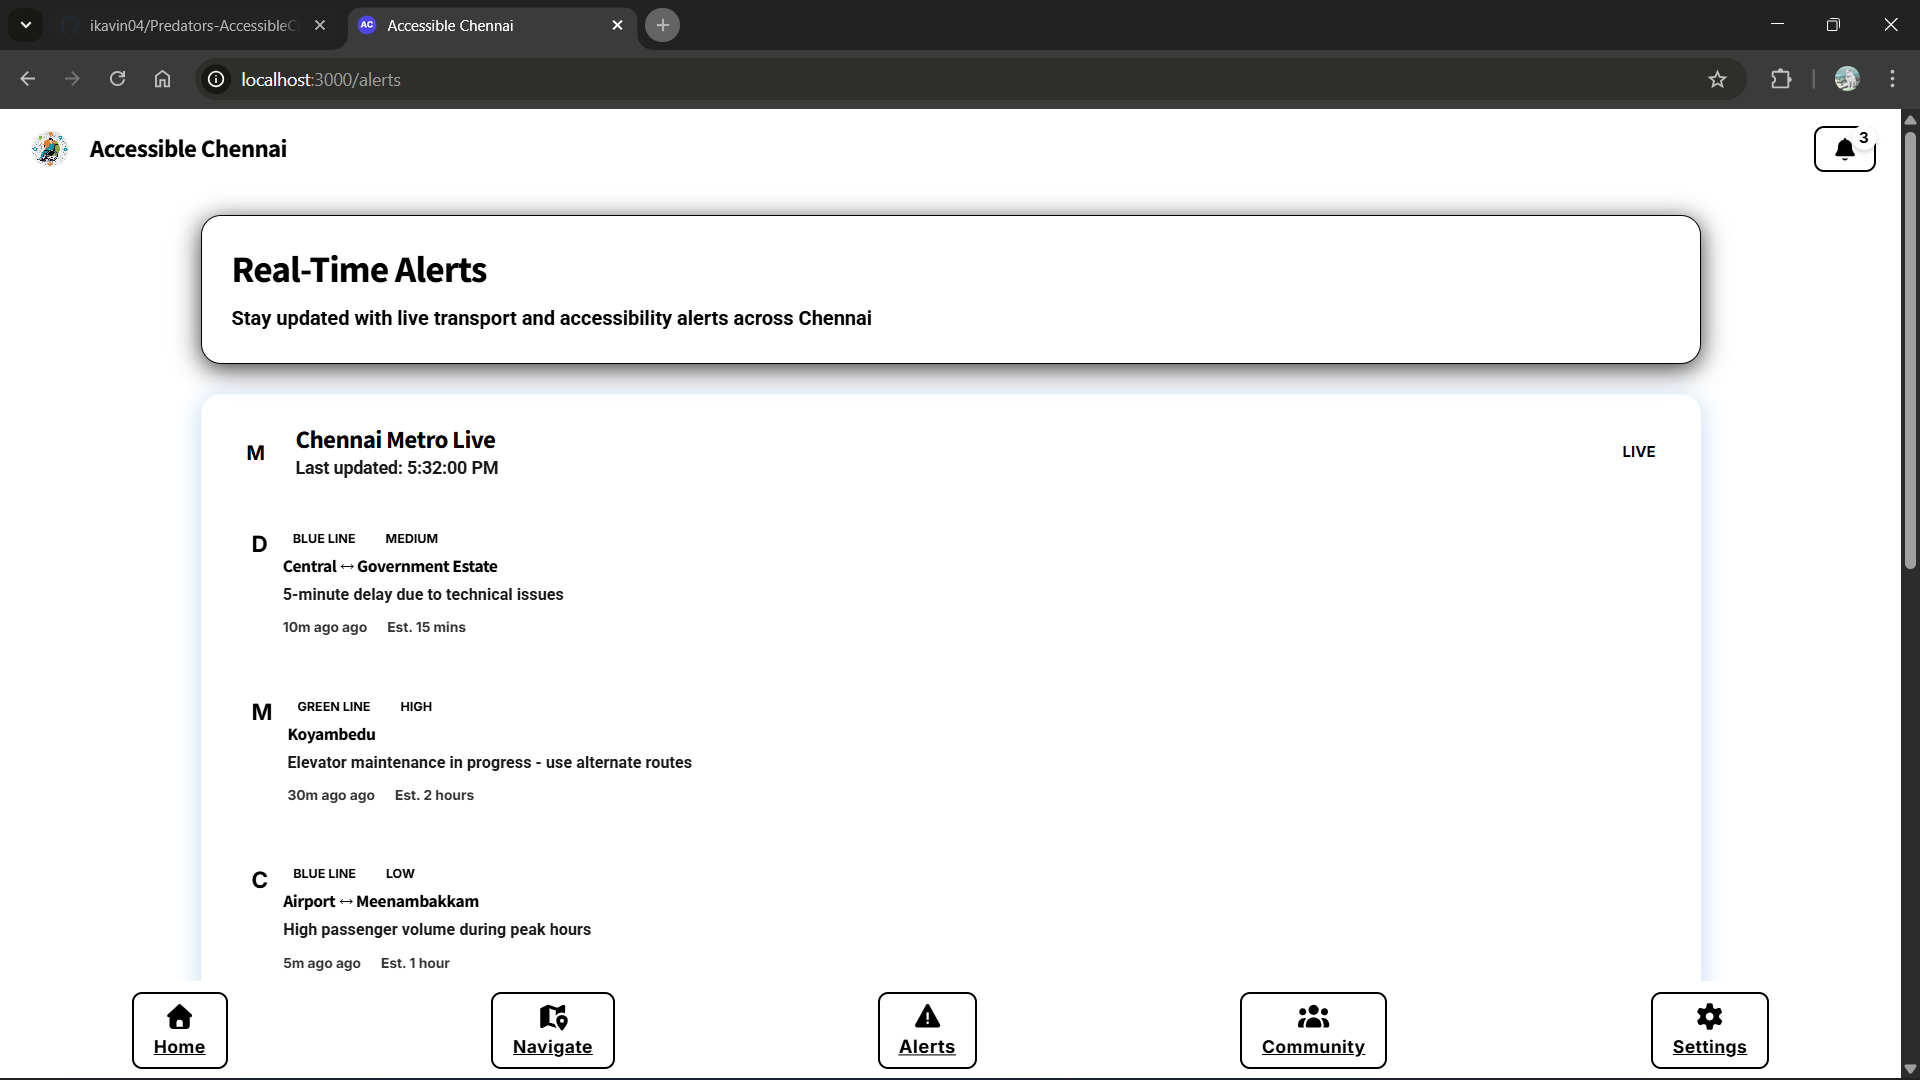 ikavin04/Predators-AccessibleC
Accessible Chennai
localhost:3000/alerts
Accessible Chennai
3
Real-Time Alerts
Stay updated with live transport and accessibility alerts across Chennai
M
Chennai Metro Live
Last updated: 5:32:00 PM
LIVE
D
BLUE LINE MEDIUM
Central ↔ Government Estate
5-minute delay due to technical issues
10m ago ago Est. 15 mins
M
GREEN LINE HIGH
Koyambedu
Elevator maintenance in progress - use alternate routes
30m ago ago Est. 2 hours
C
BLUE LINE LOW
Airport ↔ Meenambakkam
High passenger volume during peak hours
5m ago ago Est. 1 hour
Home Navigate Alerts Community Settings